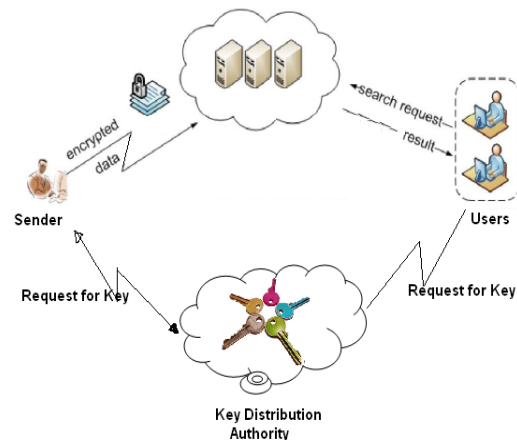 encrypted
data
search request
result
Sender
Users
Request for Key
Request for Key
Key Distribution
Authority